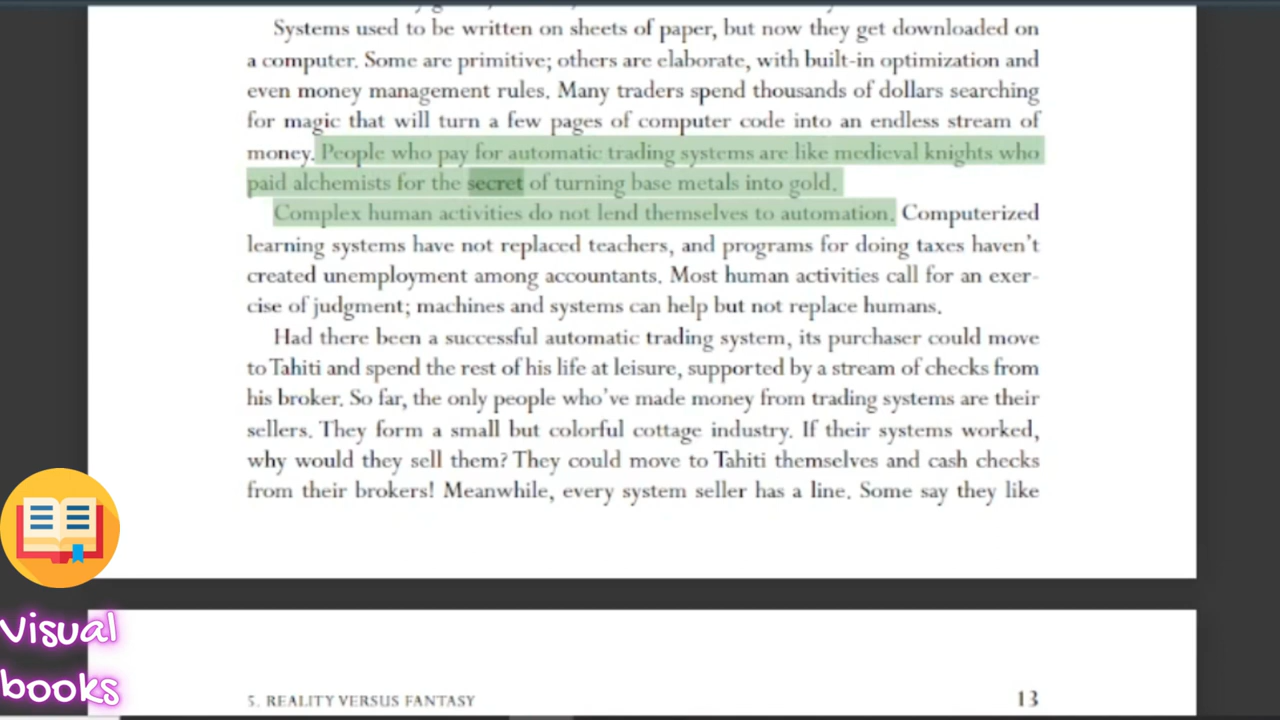 Systems used to be written on sheets of paper, but now they get downloaded on
a computer. Some are primitive; others are elaborate, with built-in optimization and
even money management rules. Many traders spend thousands of dollars searching
for magic that will turn a few pages of computer code into an endless stream of
money. People who pay for automatic trading systems are like medieval knights who
paid alchemists for the secret of turning base metals into gold.
Complex human activities do not lend themselves to automation. Computerized
learning systems have not replaced teachers, and programs for doing taxes haven't
created unemployment among accountants. Most human activities call for an exer-
cise of judgment; machines and systems can help but not replace humans.
Had there been a successful automatic trading system, its purchaser could move
to Tahiti and spend the rest of his life at leisure, supported by a stream of checks from
his broker. So far, the only people who've made money from trading systems are their
sellers. They form a small but colorful cottage industry. If their systems worked,
why would they sell them? They could move to Tahiti themselves and cash checks
from their brokers! Meanwhile, every system seller has a line. Some say they like
Visual
books
5. REALITY VERSUS FANTASY 13